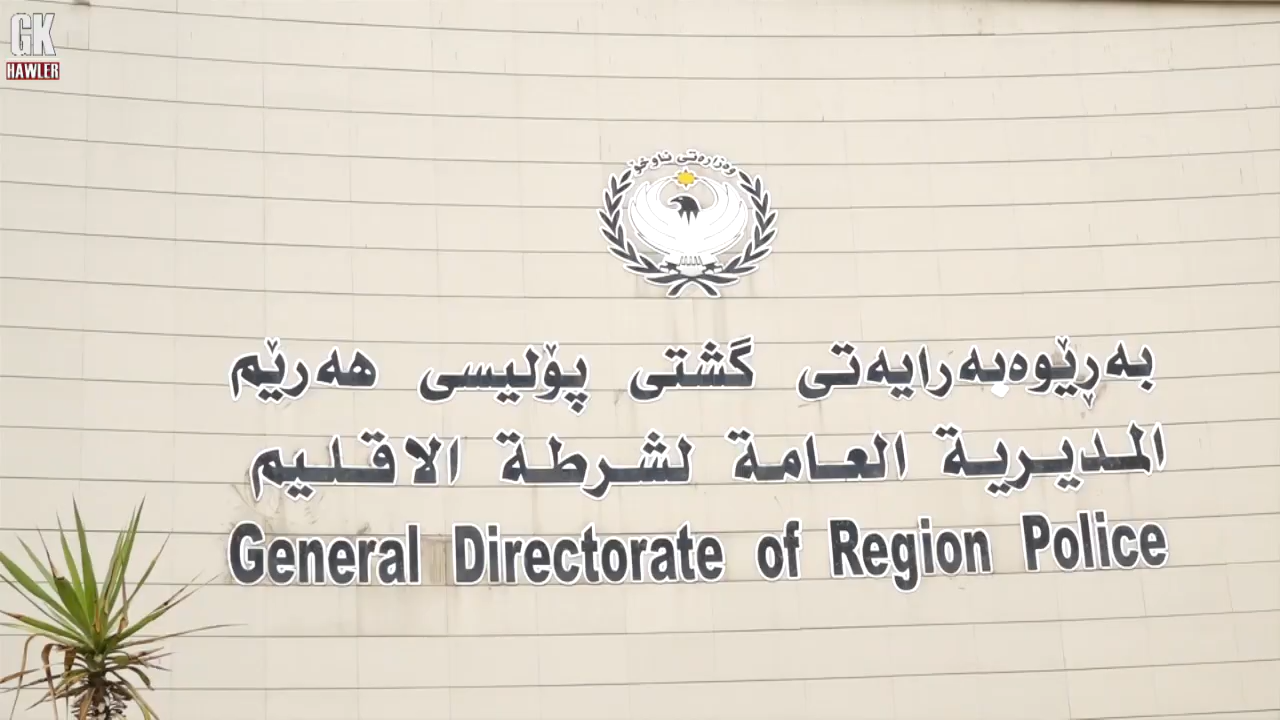 GK
HAWLER
وەزارەتی ناوخۆ
بەڕێوەبەرایەتی گشتی پۆلیسی هەرێم
المديرية العامة لشرطة الاقليم
General Directorate of Region Police